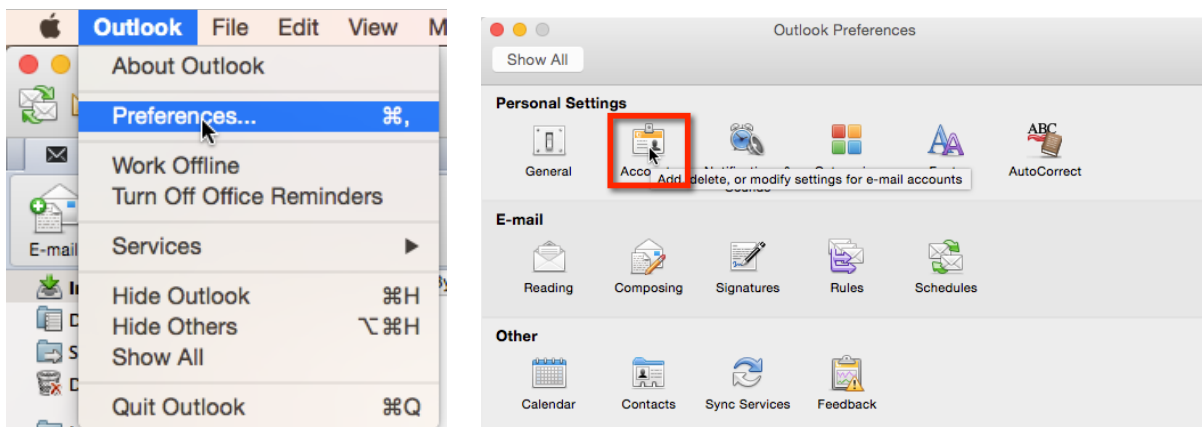 Outlook File Edit View M
About Outlook
Preferences... ⌘,
Work Offline
Turn Off Office Reminders
Services
Hide Outlook ⌘H
Hide Others ⌥⌘H
Show All
Quit Outlook ⌘Q
E-mail
Outlook Preferences
Show All
Personal Settings
General
AutoCorrect
ABC
AA
Add, delete, or modify settings for e-mail accounts
E-mail
Reading Composing Signatures Rules Schedules
Other
Calendar Contacts Sync Services Feedback